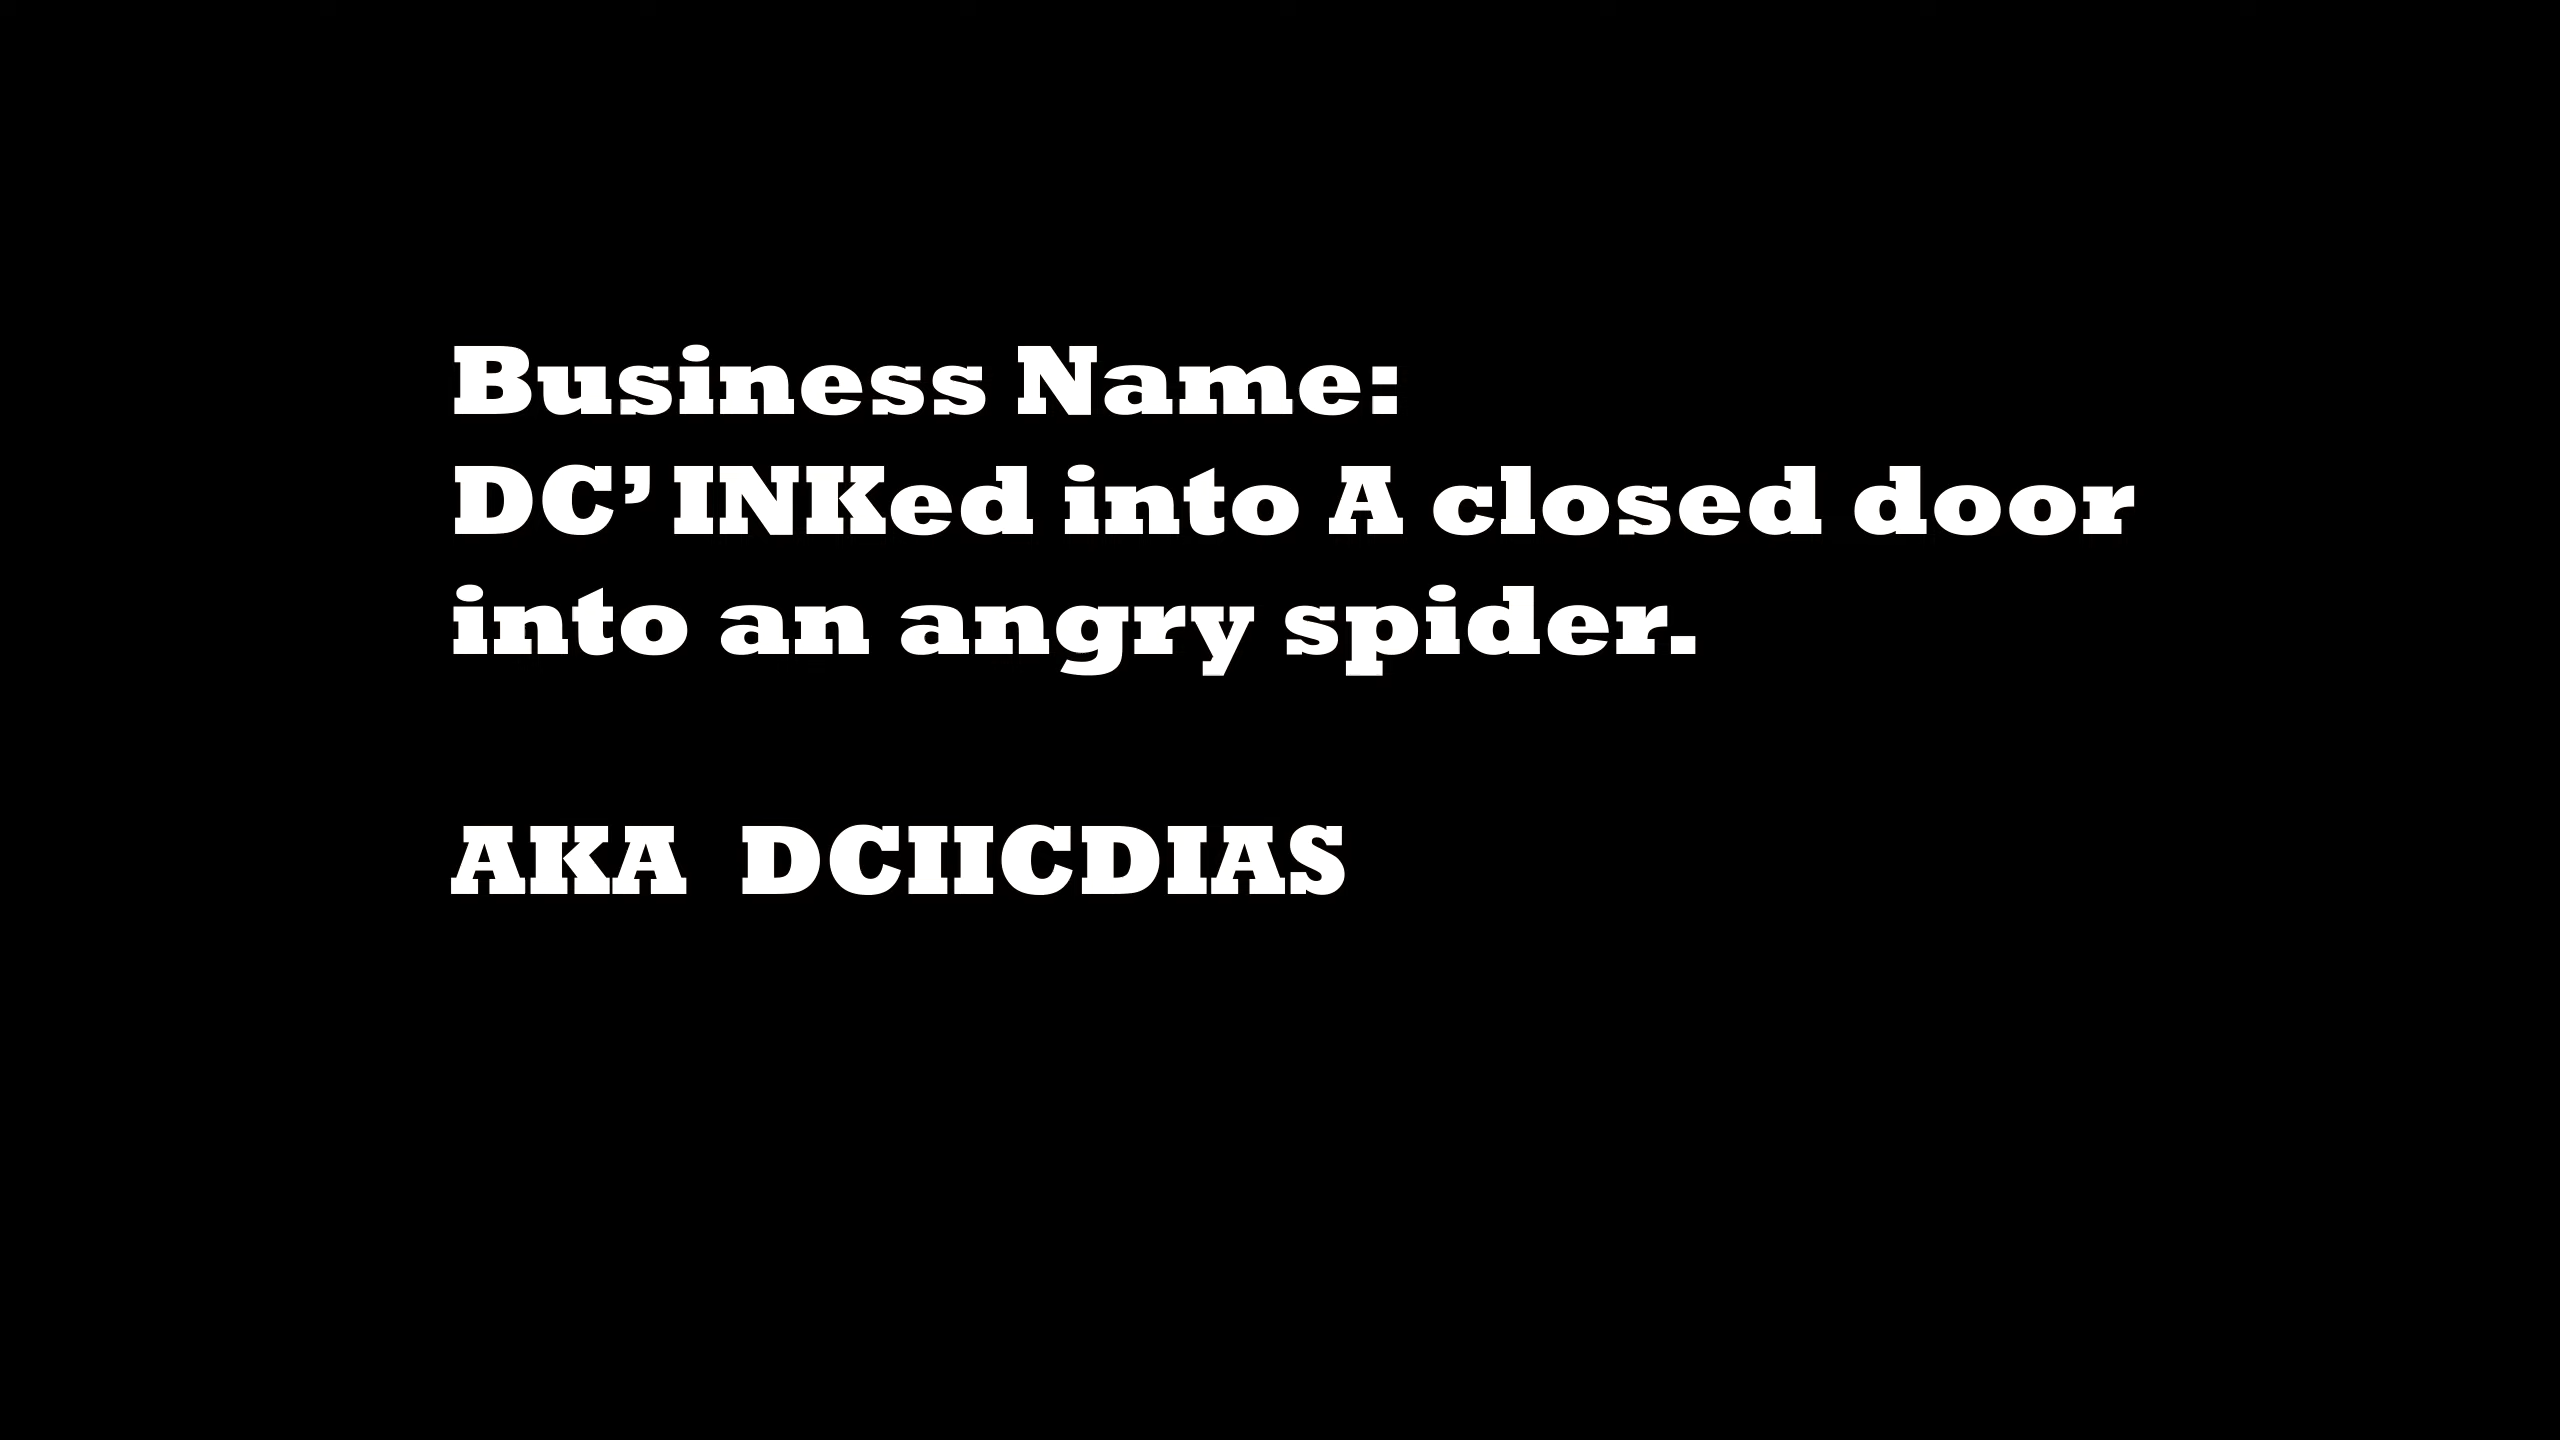 Business Name:
DC’ INKed into A closed door
into an angry spider.
AKA  DCIICDIAS